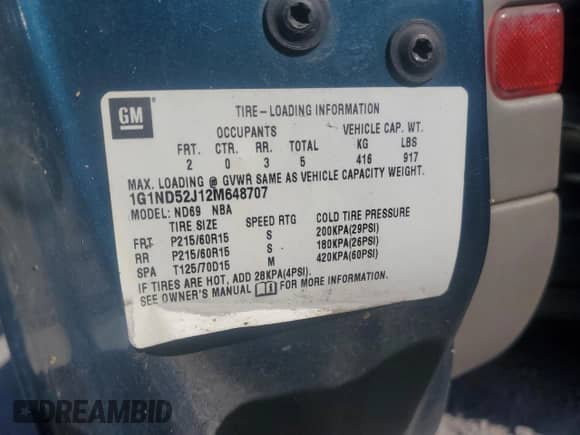 GM
TIRE-LOADING INFORMATION
OCCUPANTS VEHICLE CAP. WT.
FRT. CTR. RR. TOTAL KG LBS
2 0 3 5 416 917
MAX. LOADING @ GVWR SAME AS VEHICLE CAPACITY WEIGHT.
1G1ND52J12M648707
MODEL: ND69 NBA
TIRE SIZE SPEED RTG COLD TIRE PRESSURE
FRT P215/60R15 S 200KPA(29PSI)
RR P215/60R15 S 180KPA(26PSI)
SPA T125/70D15 M 420KPA(60PSI)
IF TIRES ARE HOT, ADD 28KPA(4PSI).
SEE OWNER'S MANUAL FOR MORE INFORMATION.
DREAMBID